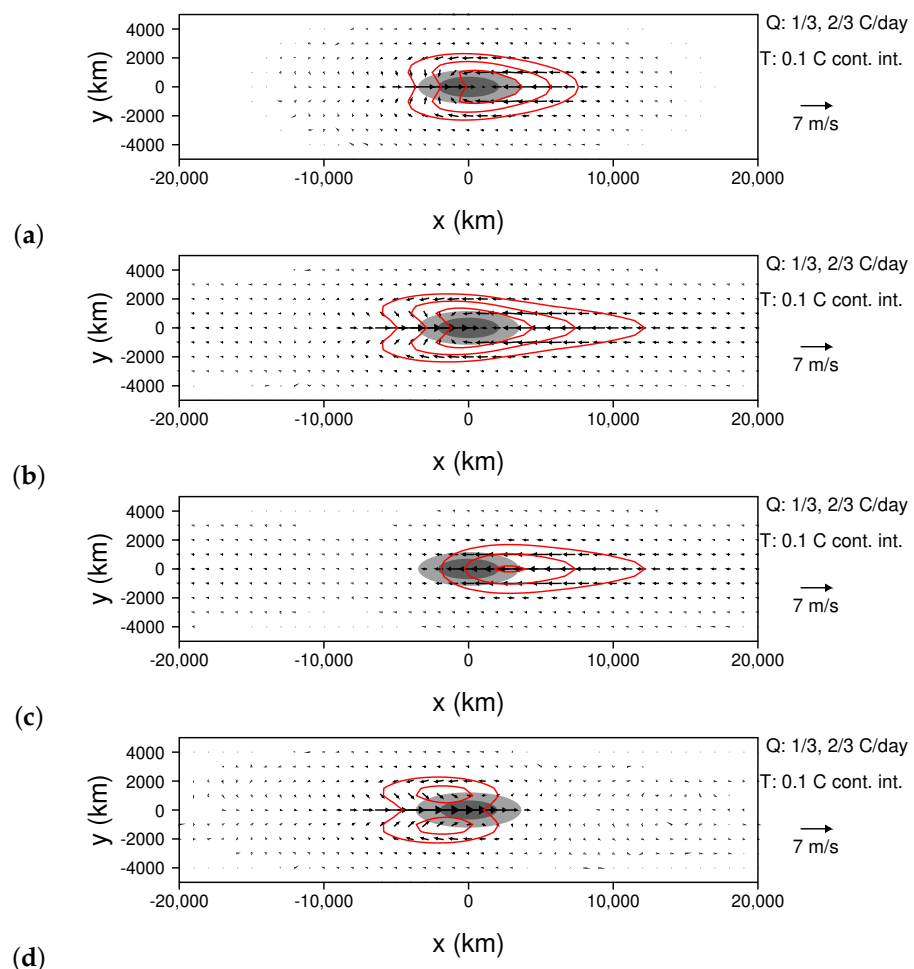 4000
2000
0
-2000
-4000
y (km)
-20,000 -10,000 0 10,000 20,000
x (km)
Q: 1/3, 2/3 C/day
T: 0.1 C cont. int.
7 m/s
(a)
4000
2000
0
-2000
-4000
y (km)
-20,000 -10,000 0 10,000 20,000
x (km)
Q: 1/3, 2/3 C/day
T: 0.1 C cont. int.
7 m/s
(b)
4000
2000
0
-2000
-4000
y (km)
-20,000 -10,000 0 10,000 20,000
x (km)
Q: 1/3, 2/3 C/day
T: 0.1 C cont. int.
7 m/s
(c)
4000
2000
0
-2000
-4000
y (km)
-20,000 -10,000 0 10,000 20,000
x (km)
Q: 1/3, 2/3 C/day
T: 0.1 C cont. int.
7 m/s
(d)